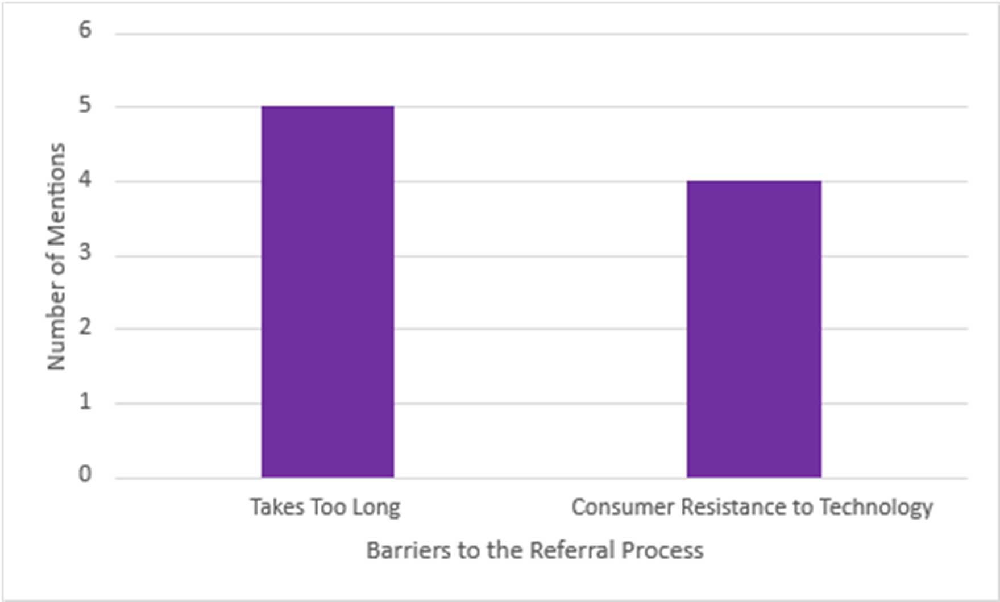 6
5
4
3
2
1
0
Number of Mentions
Takes Too Long
Consumer Resistance to Technology
Barriers to the Referral Process